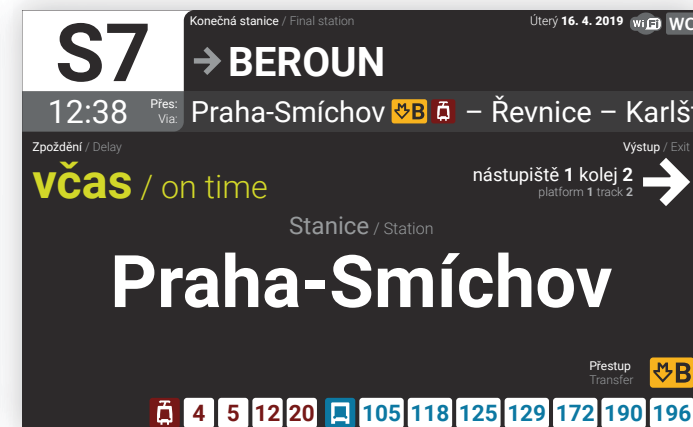 S7
Konečná stanice / Final station
Úterý 16. 4. 2019 WiFi WC
BEROUN
12:38
Přes:
Via:
Praha-Smíchov B – Řevnice – Karlšt
Zpoždění / Delay
Výstup / Exit
včas / on time
nástupiště 1 kolej 2
platform 1 track 2
Stanice / Station
Praha-Smíchov
Přestup
Transfer
B
4 5 12 20 105 118 125 129 172 190 196